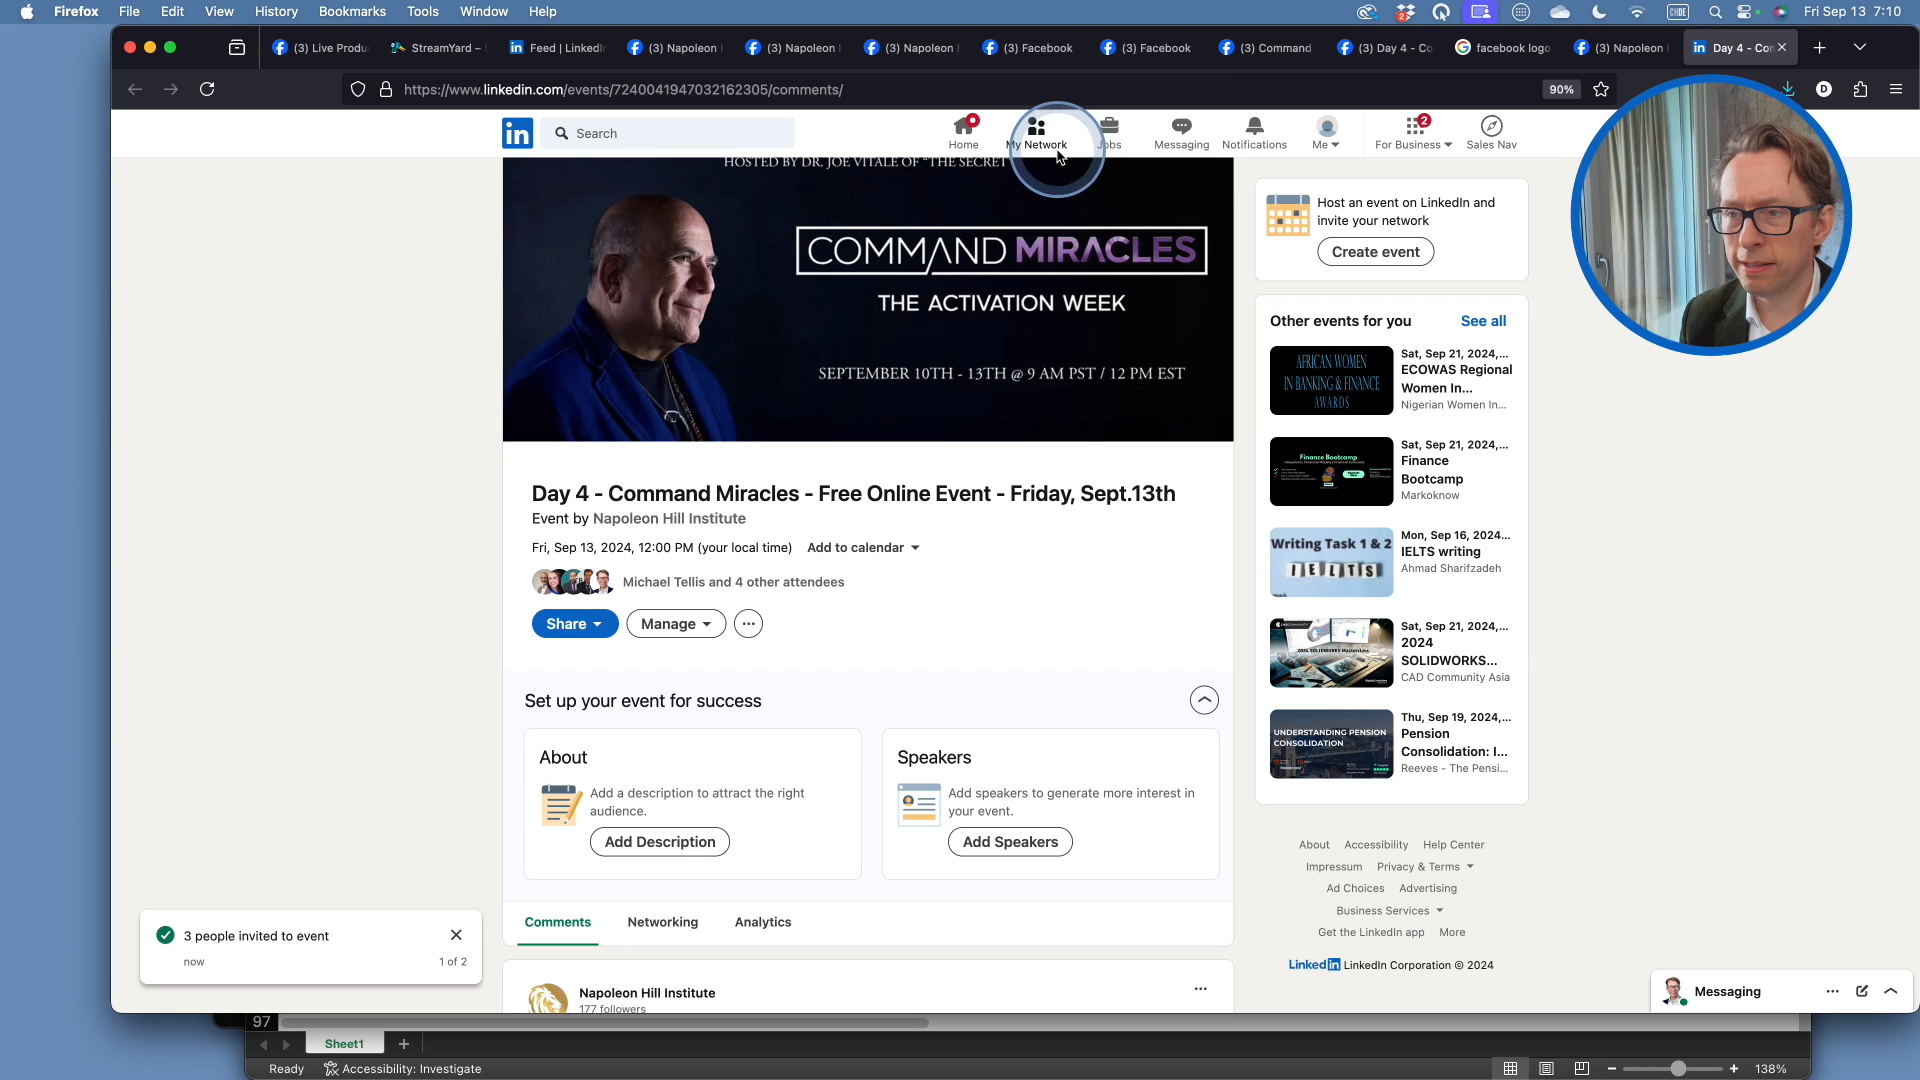 Firefox File Edit View History Bookmarks Tools Window Help
Fri Sep 13 7:10
(3) Live Produ
StreamYard –
Feed | LinkedIn
(3) Napoleon
(3) Napoleon
(3) Napoleon
(3) Facebook
(3) Facebook
(3) Command
(3) Day 4 - Co
facebook logo
(3) Napoleon
Day 4 - Con
https://www.linkedin.com/events/7240041947032162305/comments/
90%
D
Search
Home
My Network
Jobs
Messaging
Notifications
Me
2
For Business
Sales Nav
HOSTED BY DR. JOE VITALE OF "THE SECRET
COMMAND MIRACLES
THE ACTIVATION WEEK
SEPTEMBER 10TH - 13TH @ 9 AM PST / 12 PM EST
Day 4 - Command Miracles - Free Online Event - Friday, Sept.13th
Event by Napoleon Hill Institute
Fri, Sep 13, 2024, 12:00 PM (your local time) Add to calendar
Michael Tellis and 4 other attendees
Share
Manage
Set up your event for success
About
Add a description to attract the right
audience.
Add Description
Speakers
Add speakers to generate more interest in
your event.
Add Speakers
Comments
Networking
Analytics
Napoleon Hill Institute
177 followers
Host an event on LinkedIn and
invite your network
Create event
Other events for you
See all
AFRICAN WOMEN
IN BANKING & FINANCE
AWARDS
Sat, Sep 21, 2024,...
ECOWAS Regional
Women In...
Nigerian Women In...
Finance Bootcamp
Sat, Sep 21, 2024,...
Finance
Bootcamp
Markoknow
Writing Task 1 & 2
IELTS
Mon, Sep 16, 2024...
IELTS writing
Ahmad Sharifzadeh
2024 SOLIDWORKS Masterclass
Sat, Sep 21, 2024,...
2024
SOLIDWORKS...
CAD Community Asia
UNDERSTANDING PENSION
CONSOLIDATION
Thu, Sep 19, 2024,...
Pension
Consolidation: I...
Reeves - The Pensi...
About Accessibility Help Center
Impressum Privacy & Terms
Ad Choices Advertising
Business Services
Get the LinkedIn app More
LinkedIn LinkedIn Corporation © 2024
3 people invited to event
now
1 of 2
Messaging
97
Sheet1
Ready
Accessibility: Investigate
138%